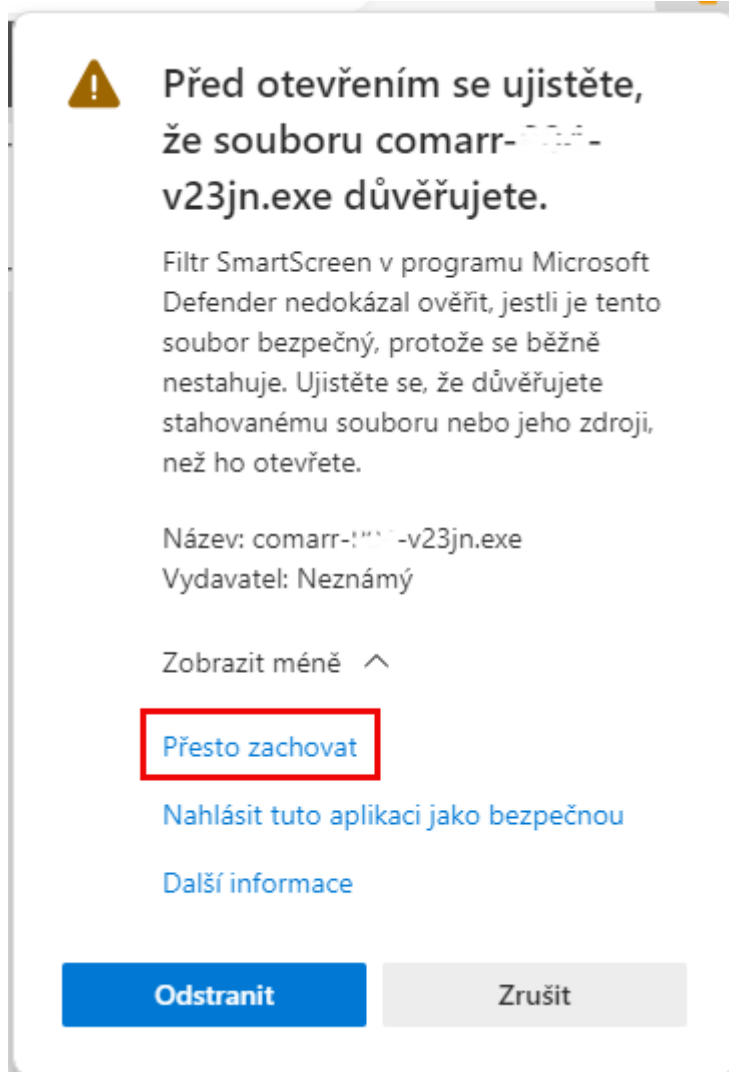 Před otevřením se ujistěte,
že souboru comarr- -
v23jn.exe důvěřujete.
Filtr SmartScreen v programu Microsoft
Defender nedokázal ověřit, jestli je tento
soubor bezpečný, protože se běžně
nestahuje. Ujistěte se, že důvěřujete
stahovanému souboru nebo jeho zdroji,
než ho otevřete.
Název: comarr- -v23jn.exe
Vydavatel: Neznámý
Zobrazit méně
Přesto zachovat
Nahlásit tuto aplikaci jako bezpečnou
Další informace
Odstranit
Zrušit